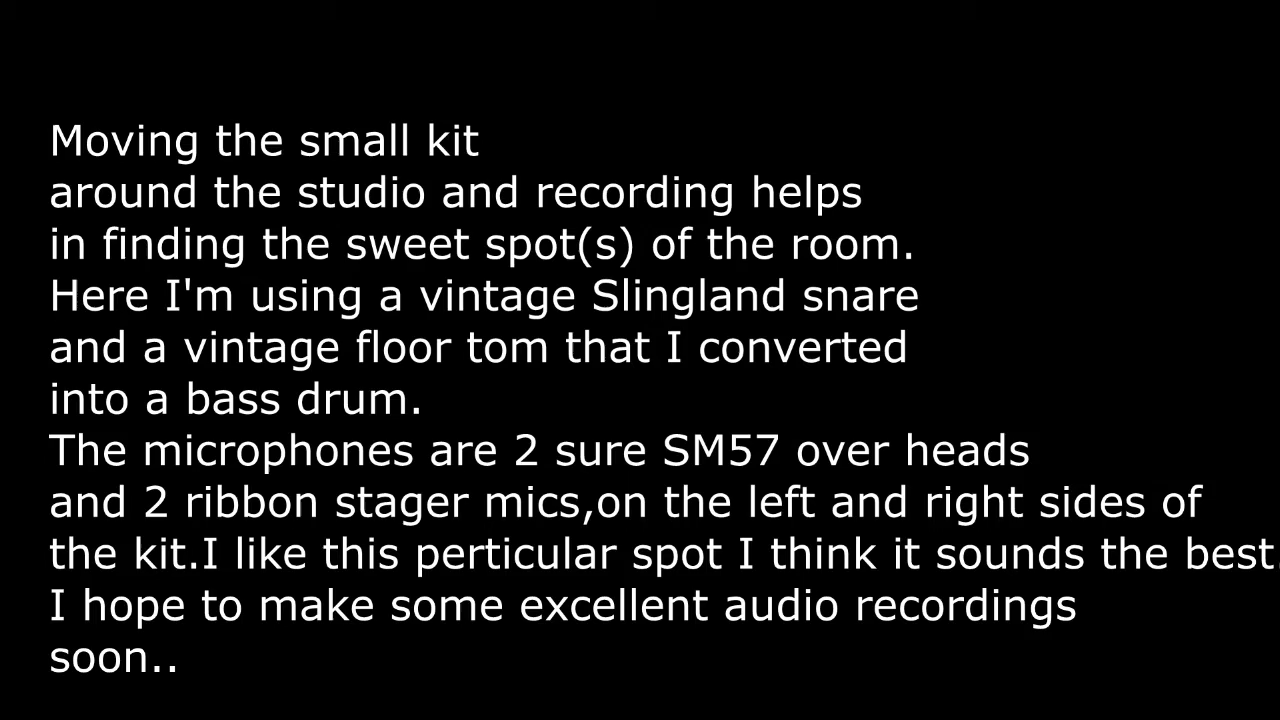 Moving the small kit
around the studio and recording helps
in finding the sweet spot(s) of the room.
Here I'm using a vintage Slingland snare
and a vintage floor tom that I converted
into a bass drum.
The microphones are 2 sure SM57 over heads
and 2 ribbon stager mics,on the left and right sides of
the kit.I like this perticular spot I think it sounds the best.
I hope to make some excellent audio recordings
soon..